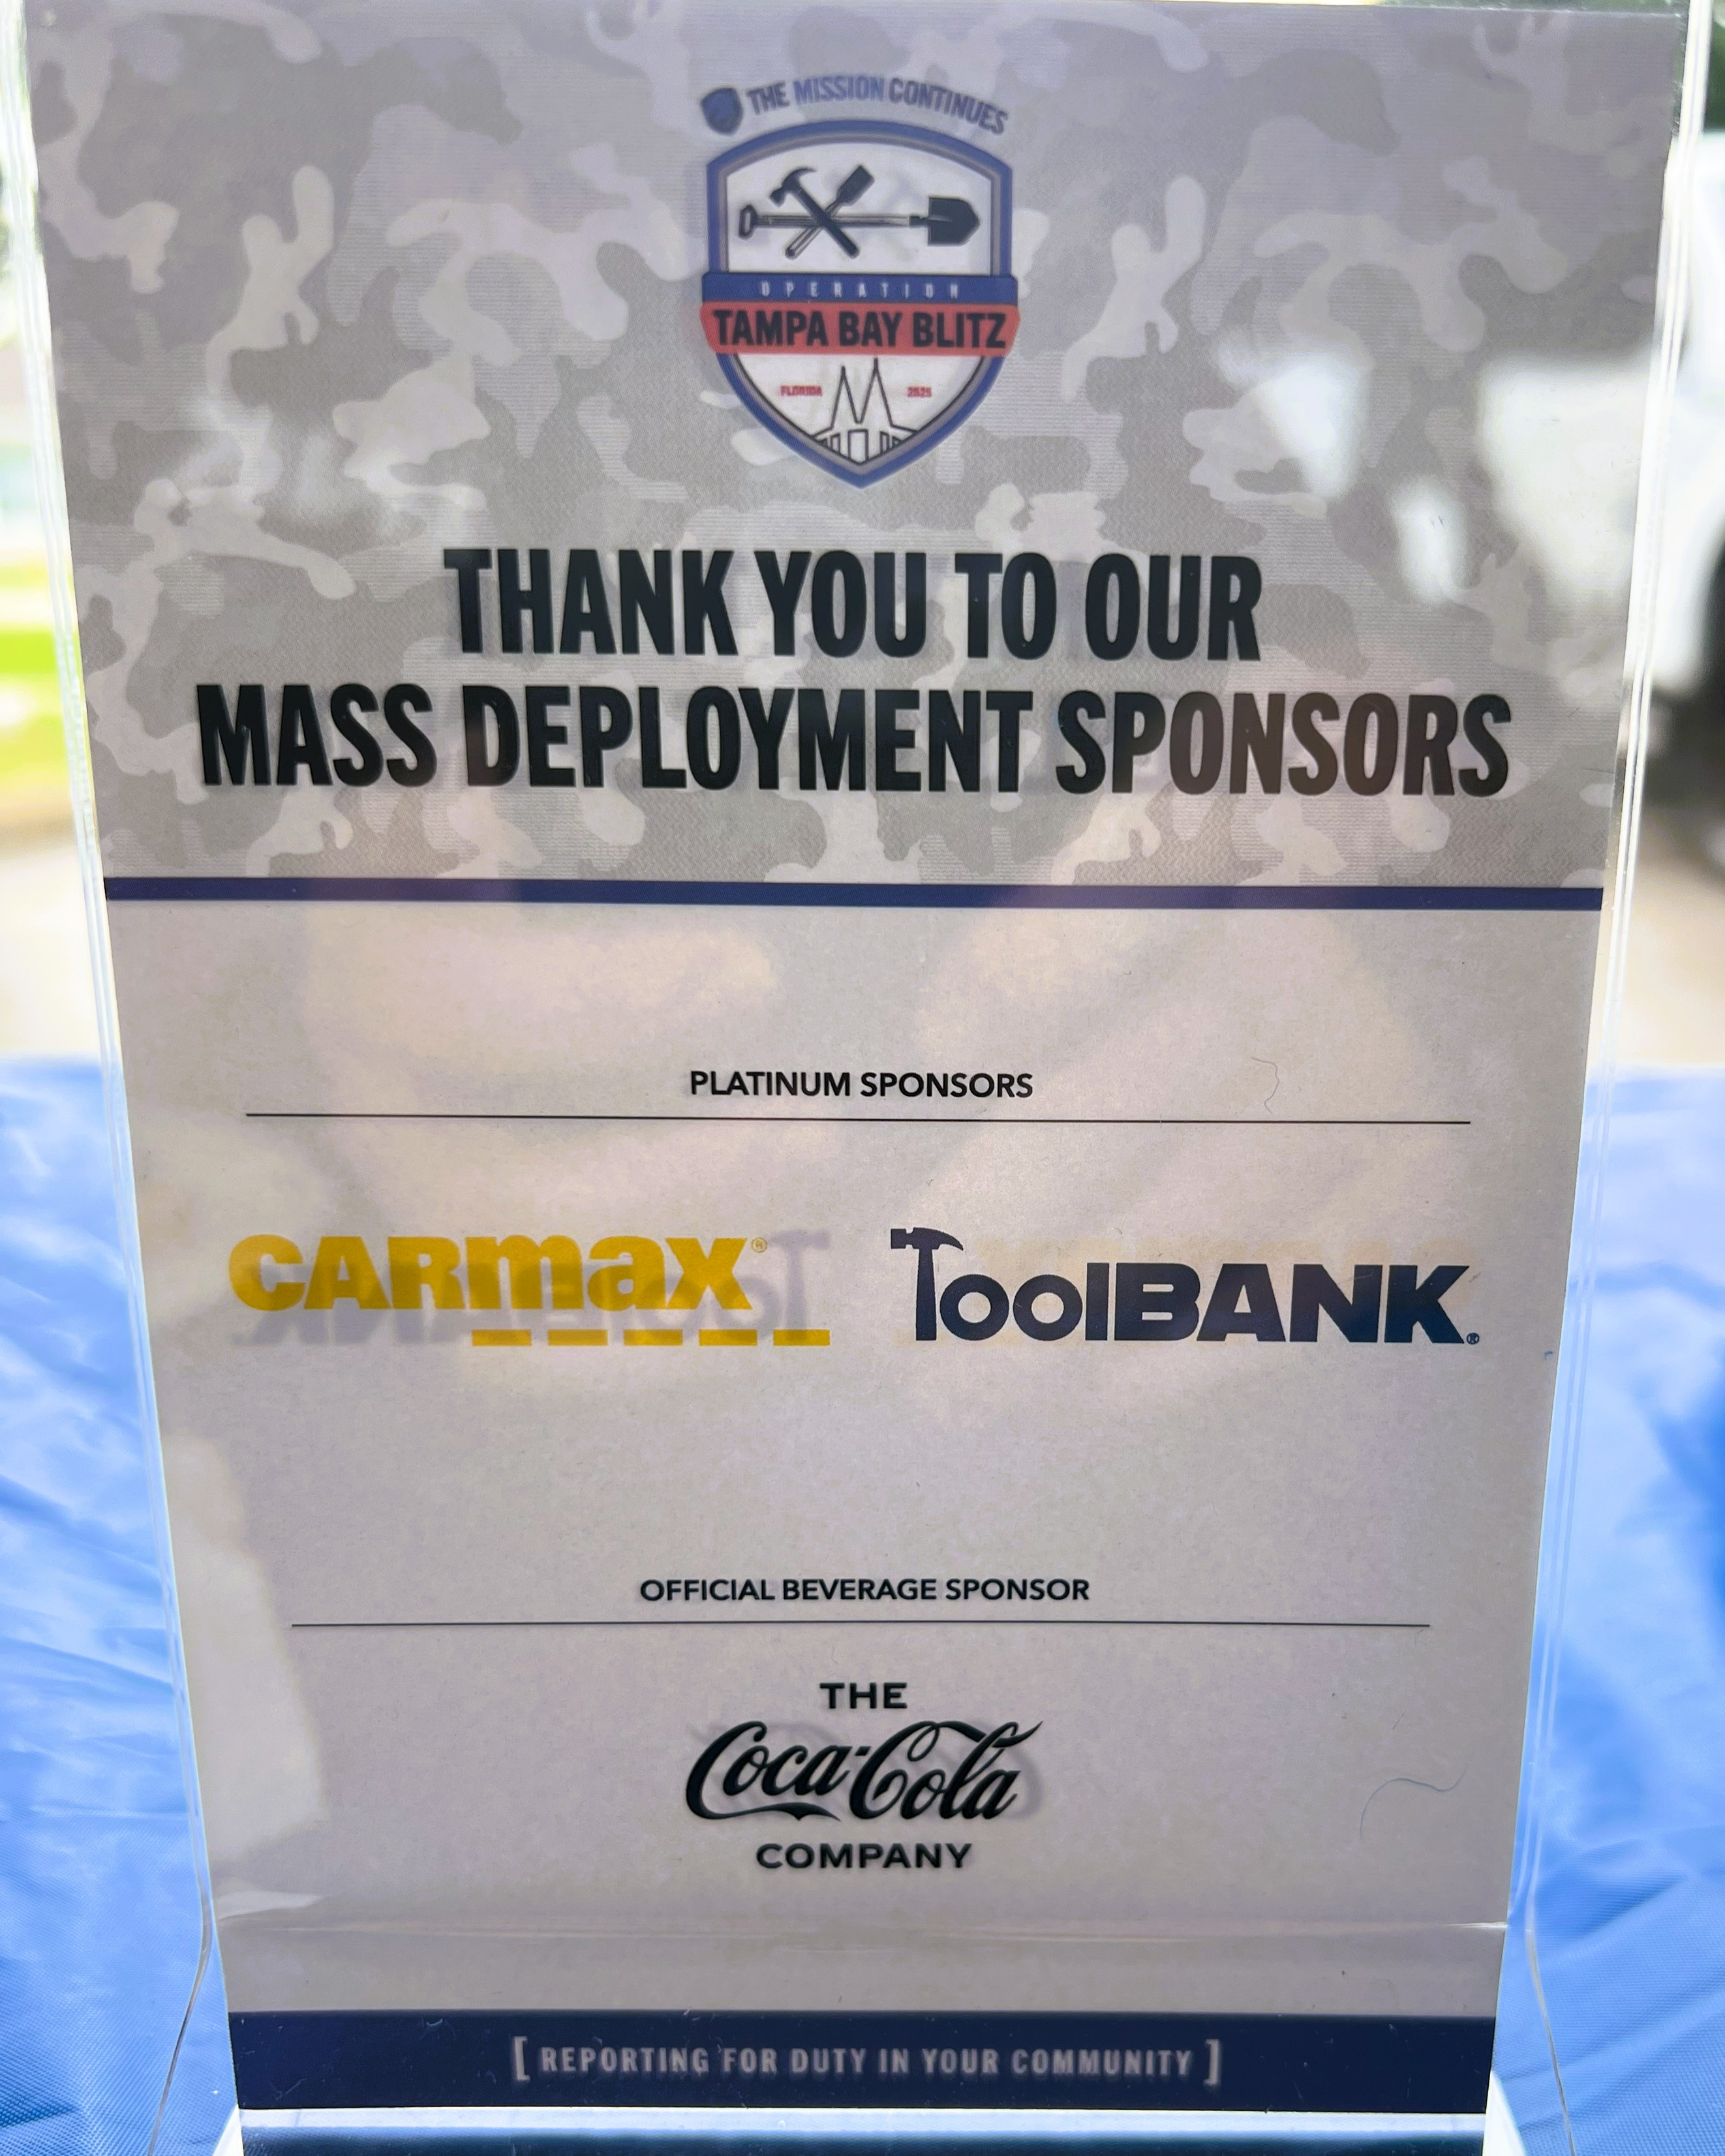 THE MISSION CONTINUES
OPERATION
TAMPA BAY BLITZ
FLORIDA 2025
THANK YOU TO OUR
MASS DEPLOYMENT SPONSORS
PLATINUM SPONSORS
CARmax®
ToolBANK®
OFFICIAL BEVERAGE SPONSOR
THE
Coca-Cola
COMPANY
[ REPORTING FOR DUTY IN YOUR COMMUNITY ]